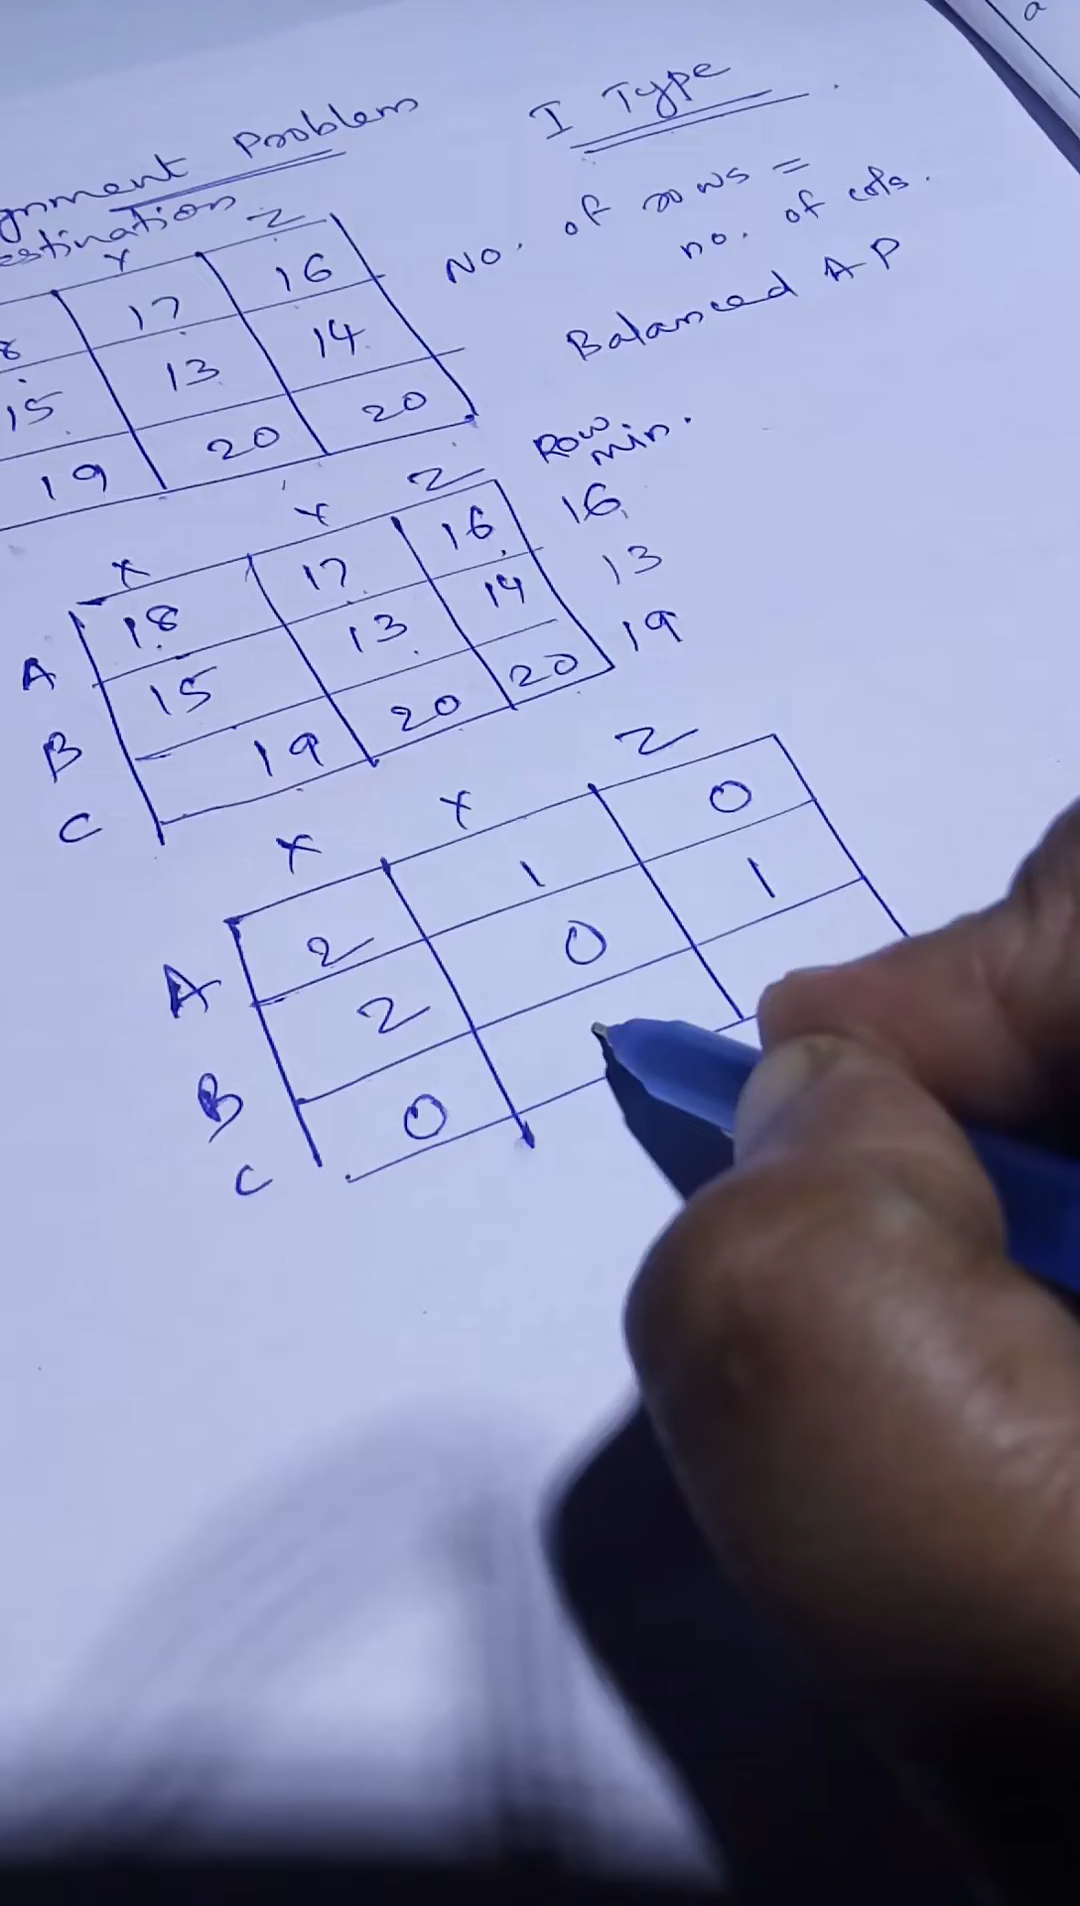 Problem
I Type
Y Z
17 16
15 13 14
19 20 20
No. of rows =
no. of cols.
Balanced A P
Row
min.
X Y Z
A 18 17 16 16
B 15 13 14 13
C 19 20 20 19
X Y Z
A 2 1 0
B 2 0 1
C 0
a